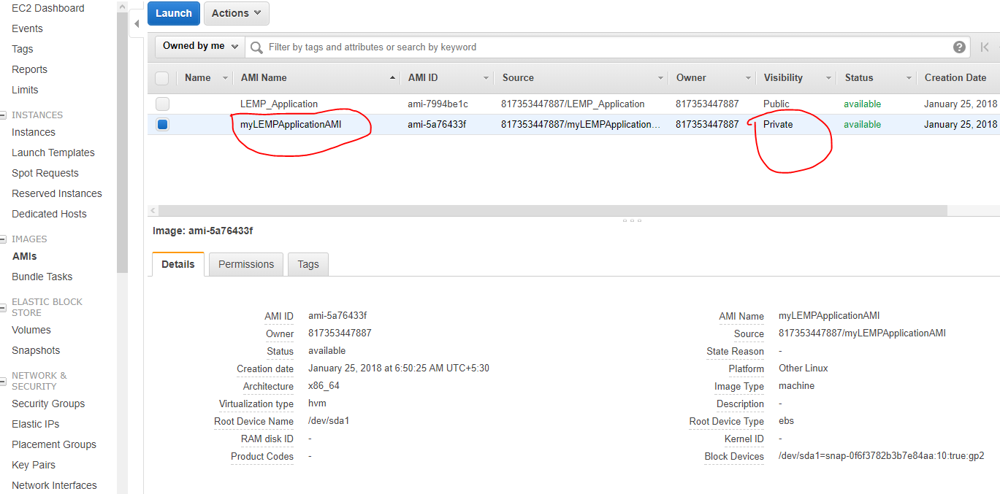 EC2 Dashboard
Events
Tags
Reports
Limits
INSTANCES
Instances
Launch Templates
Spot Requests
Reserved Instances
Dedicated Hosts
IMAGES
AMIs
Bundle Tasks
ELASTIC BLOCK
STORE
Volumes
Snapshots
NETWORK &
SECURITY
Security Groups
Elastic IPs
Placement Groups
Key Pairs
Network Interfaces
Launch Actions
Owned by me Filter by tags and attributes or search by keyword ?
Name AMI Name AMI ID Source Owner Visibility Status Creation Date
LEMP_Application ami-7994be1c 817353447887/LEMP_Application 817353447887 Public available January 25, 2018
myLEMPApplicationAMI ami-5a76433f 817353447887/myLEMPApplication… 817353447887 Private available January 25, 2018
Image: ami-5a76433f
Details Permissions Tags
AMI ID ami-5a76433f AMI Name myLEMPApplicationAMI
Owner 817353447887 Source 817353447887/myLEMPApplicationAMI
Status available State Reason -
Creation date January 25, 2018 at 6:50:25 AM UTC+5:30 Platform Other Linux
Architecture x86_64 Image Type machine
Virtualization type hvm Description -
Root Device Name /dev/sda1 Root Device Type ebs
RAM disk ID - Kernel ID -
Product Codes - Block Devices /dev/sda1=snap-0f6f3782b3b7e84aa:10:true:gp2